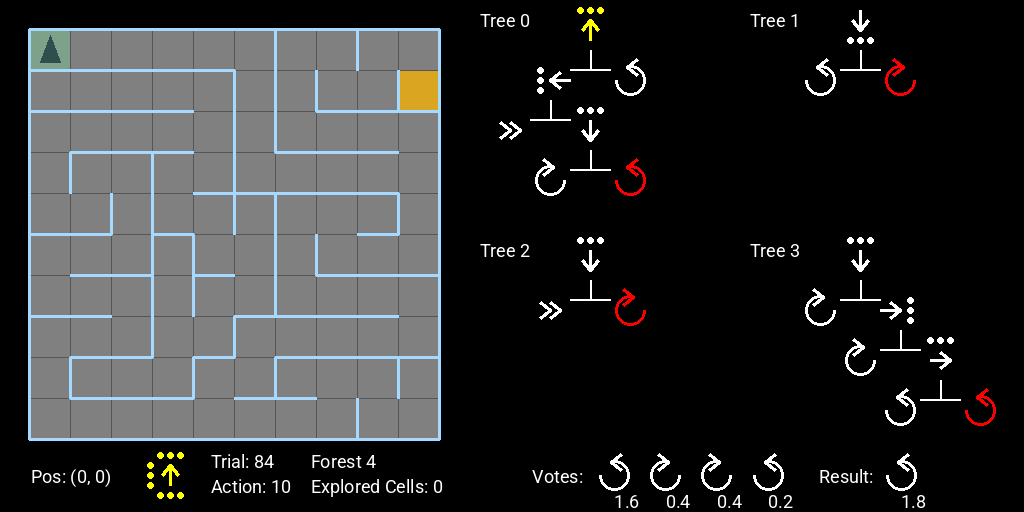 Tree 0
Tree 1
Tree 2
Tree 3
Pos: (0, 0)
Trial: 84
Forest 4
Action: 10
Explored Cells: 0
Votes:
1.6
0.4
0.4
0.2
Result:
1.8